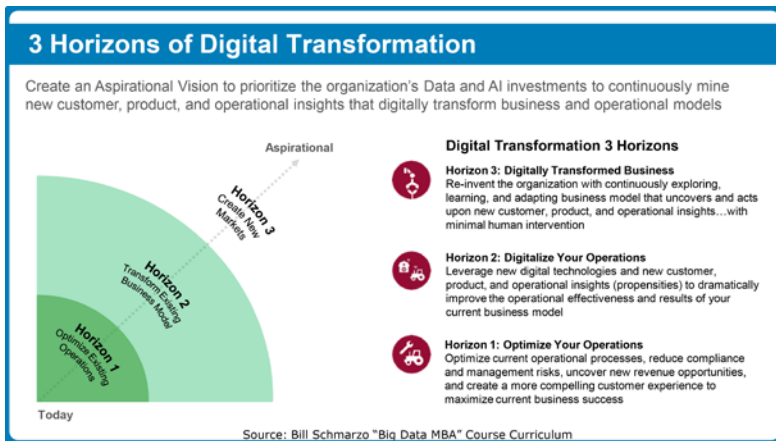 3 Horizons of Digital Transformation
Create an Aspirational Vision to prioritize the organization's Data and AI investments to continuously mine
new customer, product, and operational insights that digitally transform business and operational models
Aspirational
Horizon 3
Create New
Markets
Horizon 2
Transform Existing
Business Model
Horizon 1
Optimize Existing
Operations
Today
Digital Transformation 3 Horizons
Horizon 3: Digitally Transformed Business
Re-invent the organization with continuously exploring,
learning, and adapting business model that uncovers and acts
upon new customer, product, and operational insights…with
minimal human intervention
Horizon 2: Digitalize Your Operations
Leverage new digital technologies and new customer,
product, and operational insights (propensities) to dramatically
improve the operational effectiveness and results of your
current business model
Horizon 1: Optimize Your Operations
Optimize current operational processes, reduce compliance
and management risks, uncover new revenue opportunities,
and create a more compelling customer experience to
maximize current business success
Source: Bill Schmarzo "Big Data MBA" Course Curriculum